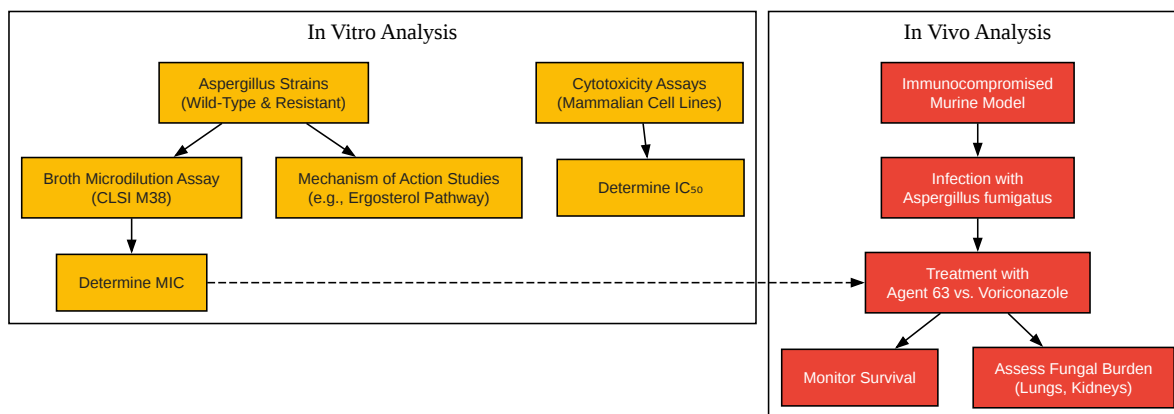 In Vitro Analysis
Aspergillus Strains
(Wild-Type & Resistant)
Cytotoxicity Assays
(Mammalian Cell Lines)
Broth Microdilution Assay
(CLSI M38)
Mechanism of Action Studies
(e.g., Ergosterol Pathway)
Determine IC₅₀
Determine MIC
In Vivo Analysis
Immunocompromised
Murine Model
Infection with
Aspergillus fumigatus
Treatment with
Agent 63 vs. Voriconazole
Monitor Survival
Assess Fungal Burden
(Lungs, Kidneys)